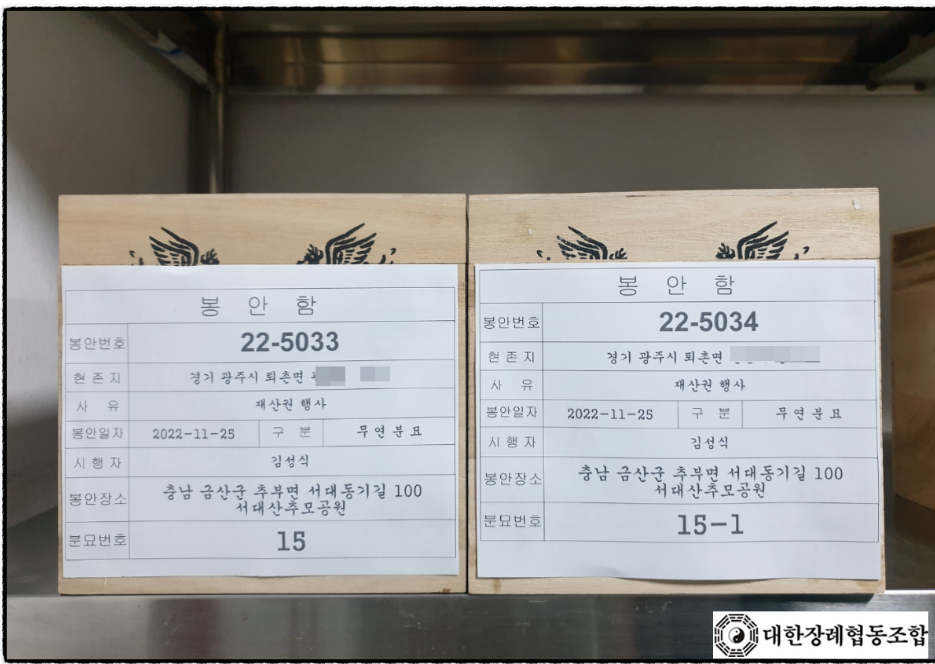 봉 안 함
봉안번호 22-5033
현 존 지 경기 광주시 퇴촌면
사 유 재산권 행사
봉안일자 2022-11-25 구 분 무연분묘
시 행 자 김성식
봉안장소 충남 금산군 추부면 서대동기길 100
서대산추모공원
분묘번호 15
봉 안 함
봉안번호 22-5034
현 존 지 경기 광주시 퇴촌면
사 유 재산권 행사
봉안일자 2022-11-25 구 분 무연분묘
시 행 자 김성식
봉안장소 충남 금산군 추부면 서대동기길 100
서대산추모공원
분묘번호 15-1
대한장례협동조합